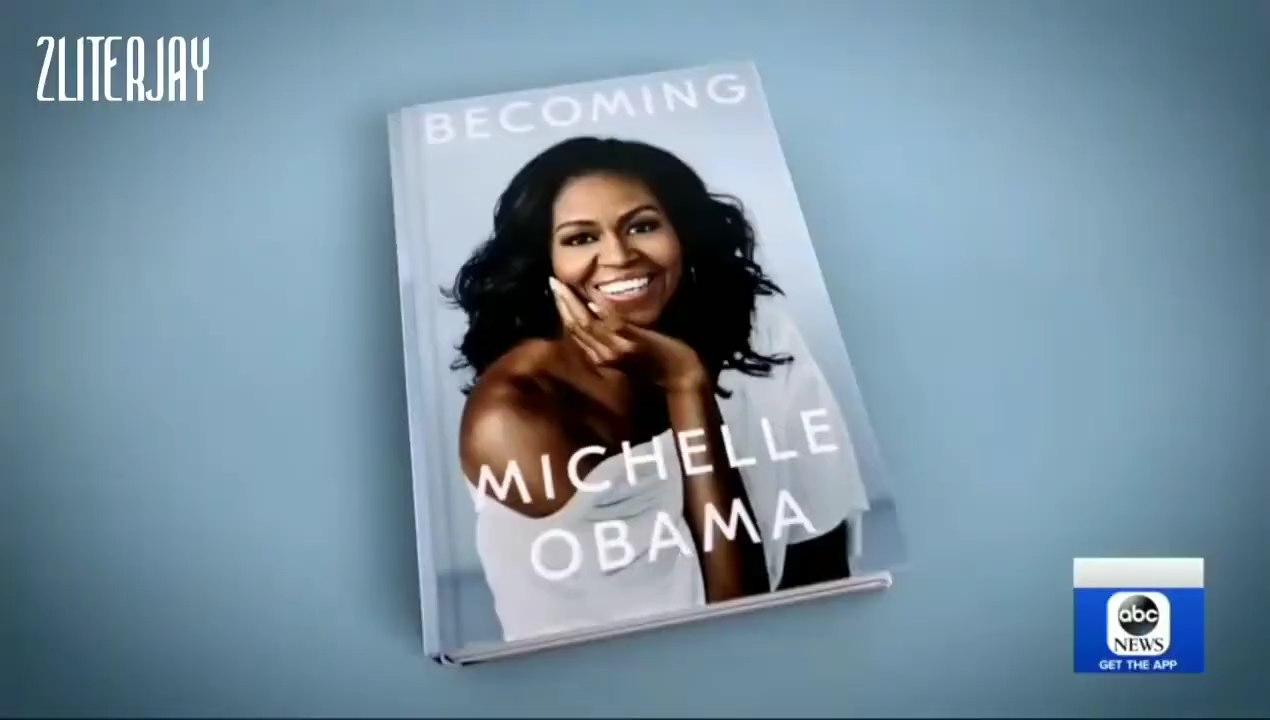 2LITERJAY
BECOMING
MICHELLE
OBAMA
abc
NEWS
GET THE APP